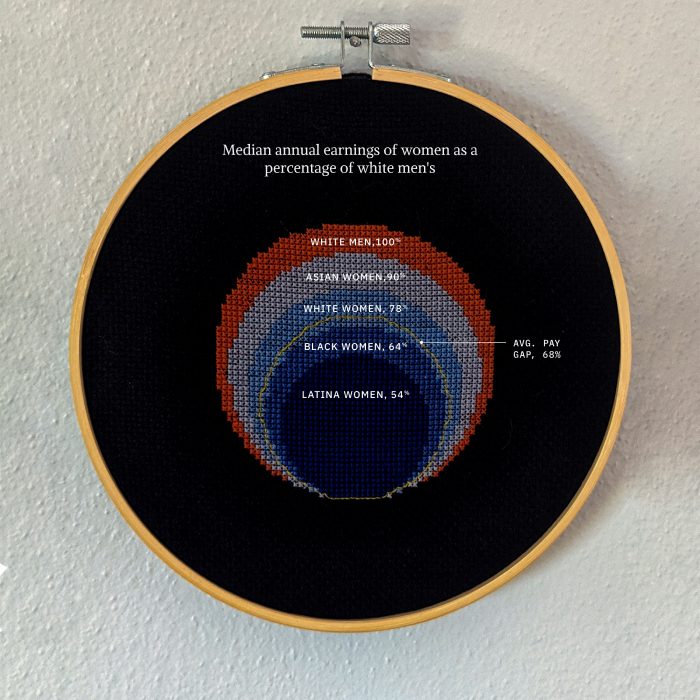 Median annual earnings of women as a
percentage of white men's
WHITE MEN,100%
ASIAN WOMEN,90%
WHITE WOMEN, 78%
BLACK WOMEN, 64%
AVG. PAY
GAP, 68%
LATINA WOMEN, 54%